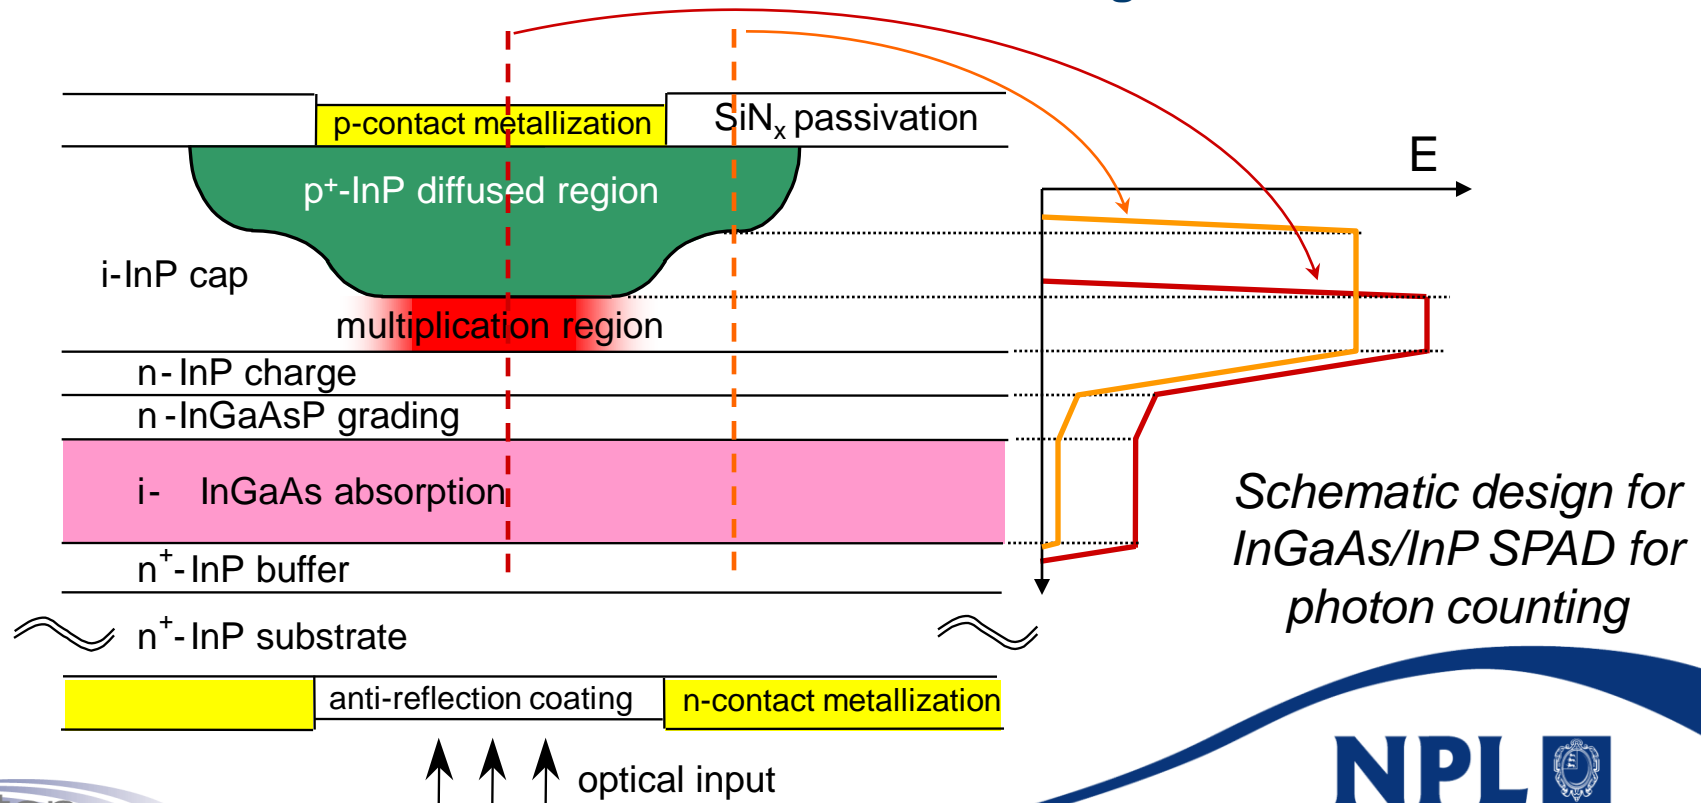 p-contact metallization
SiNx passivation
E
p+-InP diffused region
i-InP cap
multiplication region
n-InP charge
n-InGaAsP grading
i- InGaAs absorption
n+-InP buffer
n+-InP substrate
Schematic design for
InGaAs/InP SPAD for
photon counting
anti-reflection coating
n-contact metallization
optical input
NPL